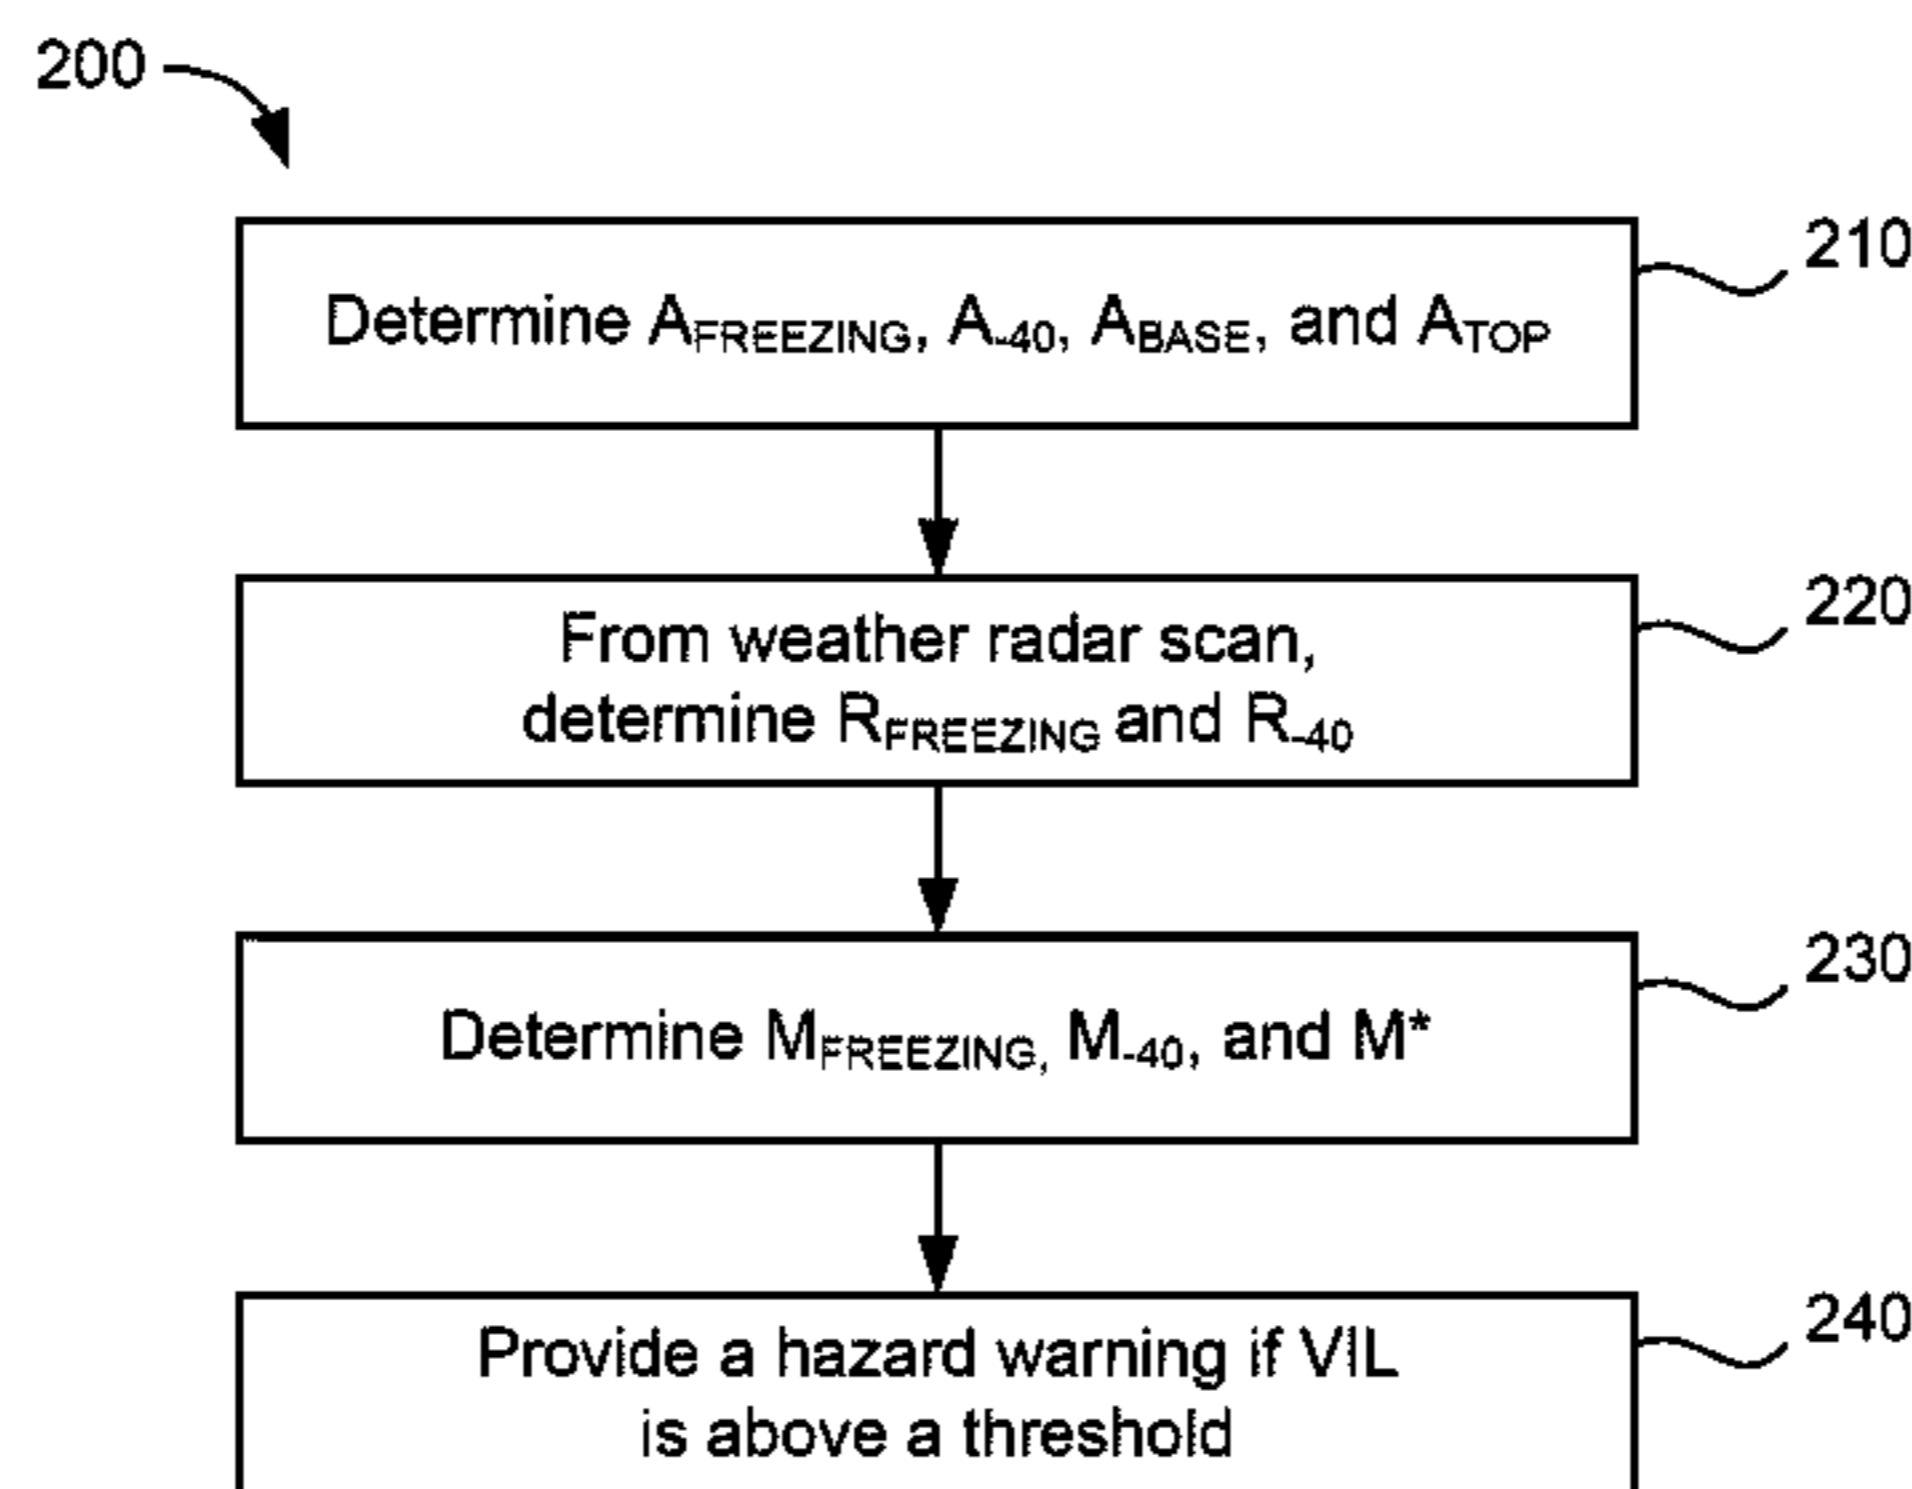 200
210
Determine AFREEZING, A-40, ABASE, and ATOP
220
From weather radar scan,
determine RFREEZING and R-40
230
Determine MFREEZING, M-40, and M*
240
Provide a hazard warning if VIL
is above a threshold